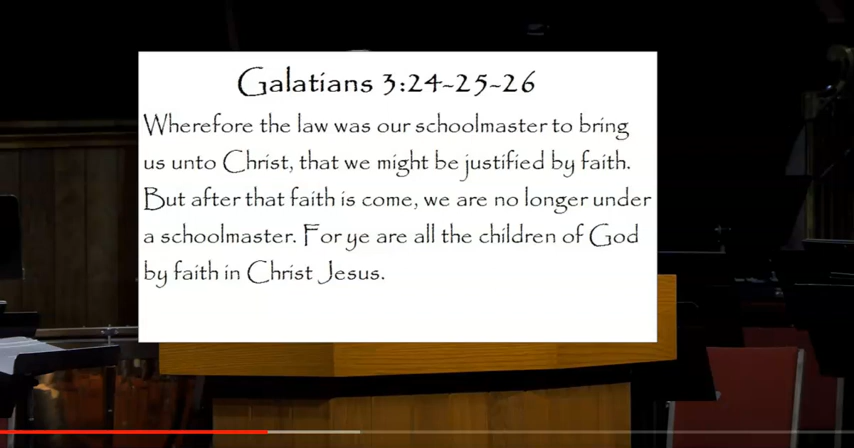 Galatians 3:24-25-26
Wherefore the law was our schoolmaster to bring
us unto Christ, that we might be justified by faith.
But after that faith is come, we are no longer under
a schoolmaster. For ye are all the children of God
by faith in Christ Jesus.